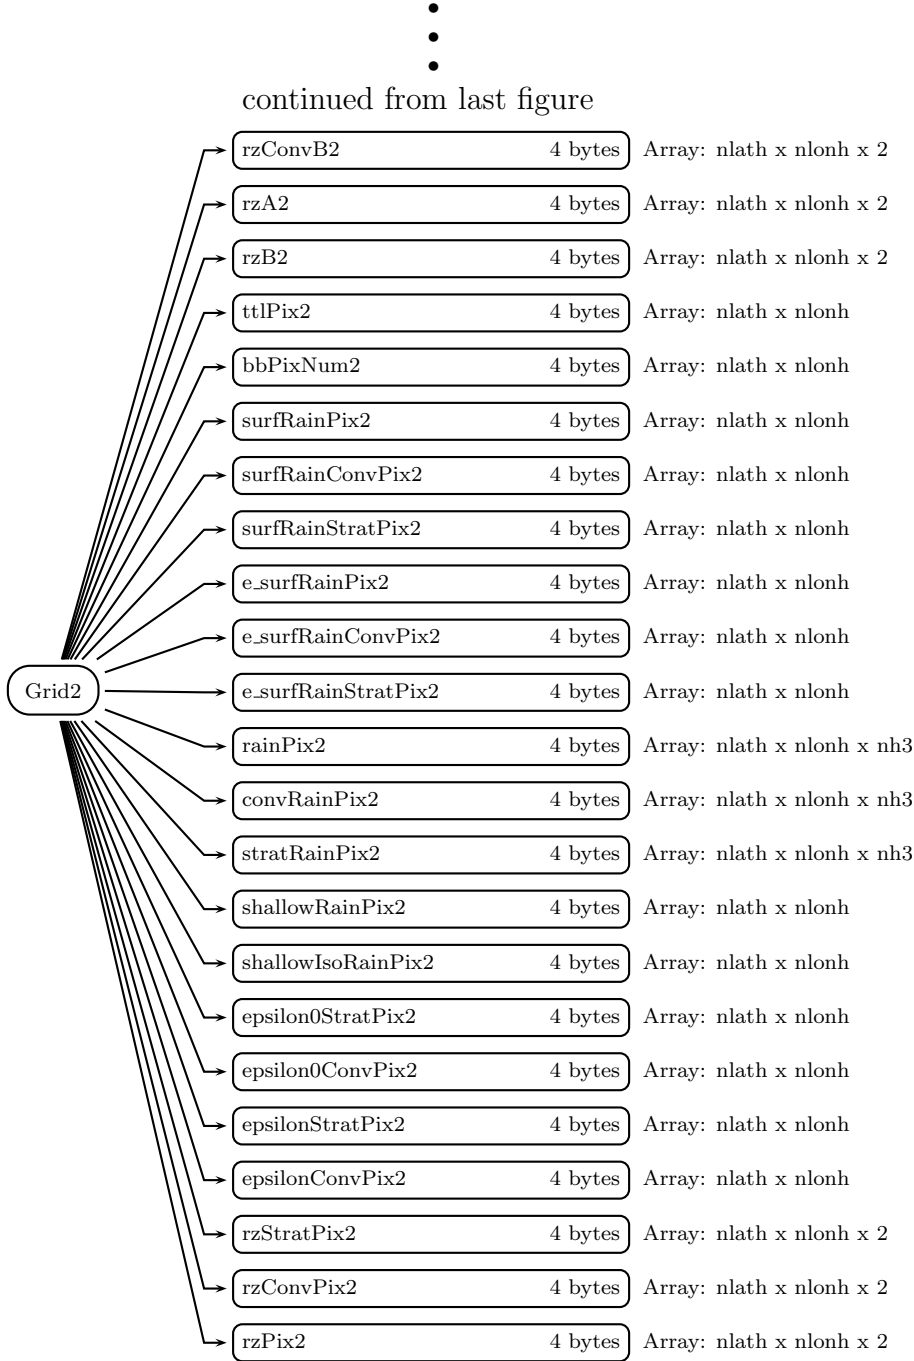 continued from last figure
rzConvB2 4 bytes Array: nlath x nlonh x 2
rzA2 4 bytes Array: nlath x nlonh x 2
rzB2 4 bytes Array: nlath x nlonh x 2
ttlPix2 4 bytes Array: nlath x nlonh
bbPixNum2 4 bytes Array: nlath x nlonh
surfRainPix2 4 bytes Array: nlath x nlonh
surfRainConvPix2 4 bytes Array: nlath x nlonh
surfRainStratPix2 4 bytes Array: nlath x nlonh
e_surfRainPix2 4 bytes Array: nlath x nlonh
e_surfRainConvPix2 4 bytes Array: nlath x nlonh
Grid2
e_surfRainStratPix2 4 bytes Array: nlath x nlonh
rainPix2 4 bytes Array: nlath x nlonh x nh3
convRainPix2 4 bytes Array: nlath x nlonh x nh3
stratRainPix2 4 bytes Array: nlath x nlonh x nh3
shallowRainPix2 4 bytes Array: nlath x nlonh
shallowIsoRainPix2 4 bytes Array: nlath x nlonh
epsilon0StratPix2 4 bytes Array: nlath x nlonh
epsilon0ConvPix2 4 bytes Array: nlath x nlonh
epsilonStratPix2 4 bytes Array: nlath x nlonh
epsilonConvPix2 4 bytes Array: nlath x nlonh
rzStratPix2 4 bytes Array: nlath x nlonh x 2
rzConvPix2 4 bytes Array: nlath x nlonh x 2
rzPix2 4 bytes Array: nlath x nlonh x 2